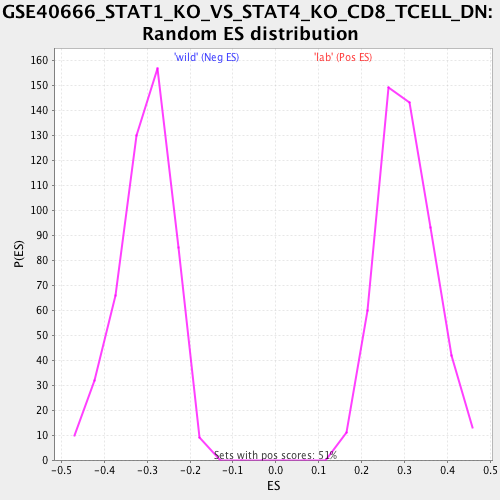 GSE40666_STAT1_KO_VS_STAT4_KO_CD8_TCELL_DN:
Random ES distribution
'wild' (Neg ES) 'lab' (Pos ES)
160
150
140
130
120
110
100
90
80
70
60
50
40
30
20
10
0
P(ES)
Sets with pos scores: 51%
-0.5 -0.4 -0.3 -0.2 -0.1 0.0 0.1 0.2 0.3 0.4 0.5
ES